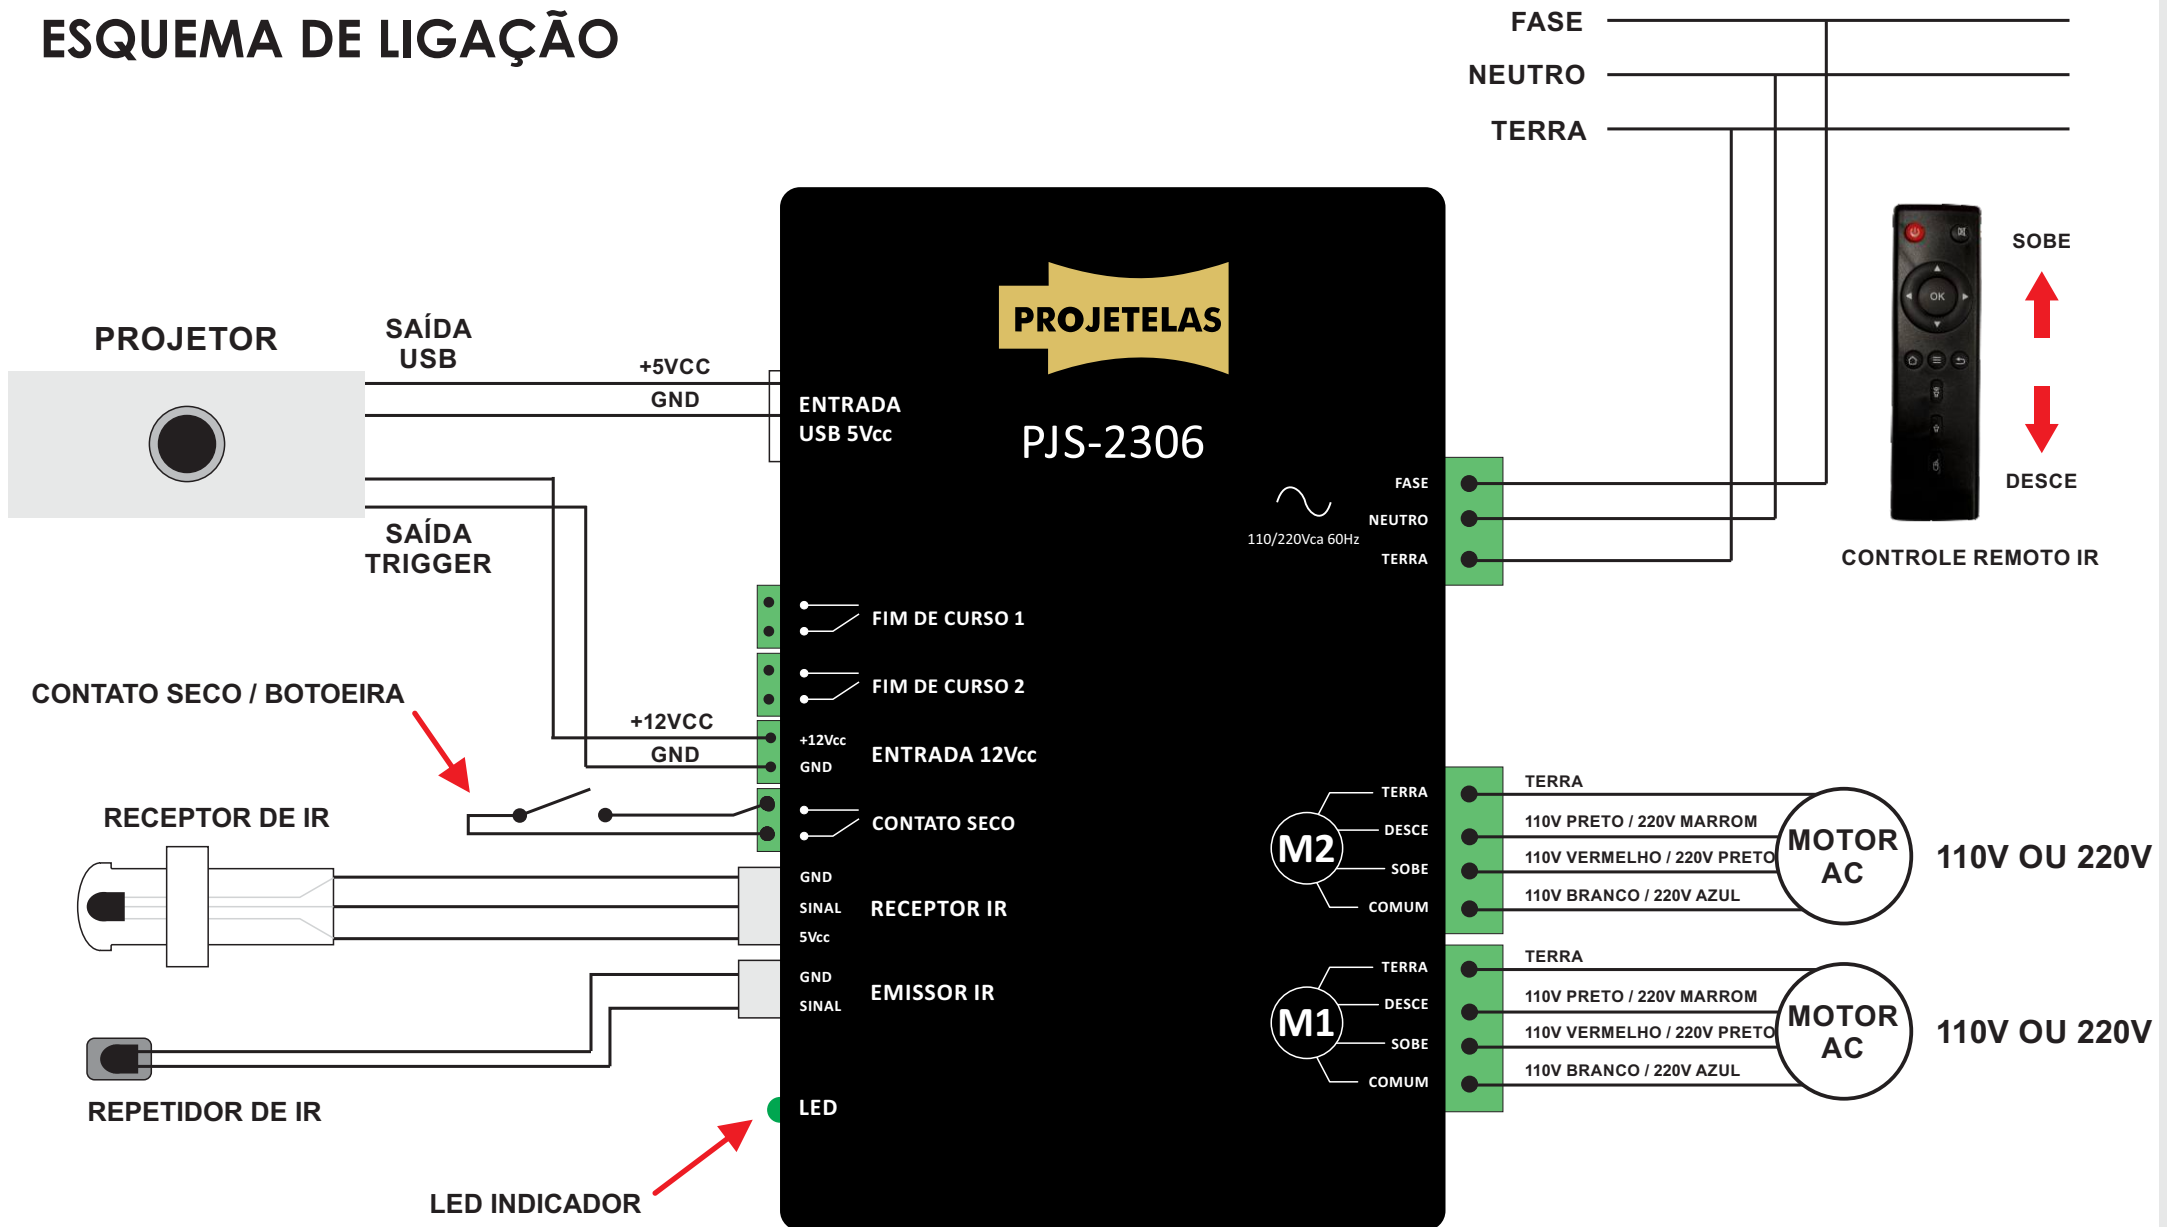 ESQUEMA DE LIGAÇÃO
FASE
NEUTRO
TERRA
SOBE
OK
DESCE
CONTROLE REMOTO IR
PROJETOR
SAÍDA
USB
+5VCC
GND
SAÍDA
TRIGGER
PROJETELAS
PJS-2306
ENTRADA
USB 5Vcc
FASE
NEUTRO
110/220Vca 60Hz
TERRA
FIM DE CURSO 1
FIM DE CURSO 2
CONTATO SECO / BOTOEIRA
+12VCC
GND
+12Vcc
GND
ENTRADA 12Vcc
CONTATO SECO
RECEPTOR DE IR
GND
SINAL
5Vcc
RECEPTOR IR
GND
SINAL
EMISSOR IR
REPETIDOR DE IR
LED
LED INDICADOR
M2
TERRA
DESCE
SOBE
COMUM
TERRA
110V PRETO / 220V MARROM
110V VERMELHO / 220V PRETO
110V BRANCO / 220V AZUL
MOTOR
AC
110V OU 220V
M1
TERRA
DESCE
SOBE
COMUM
TERRA
110V PRETO / 220V MARROM
110V VERMELHO / 220V PRETO
110V BRANCO / 220V AZUL
MOTOR
AC
110V OU 220V